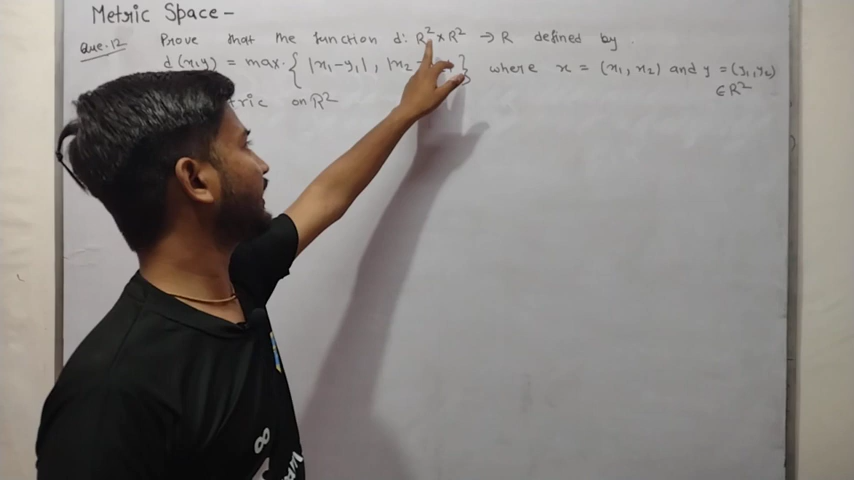 Metric Space -
Que. 12 Prove that the function d: R² × R² → R defined by .
d(x,y) = max. { |x₁-y₁| , |x₂ - } where x = (x₁, x₂) and y = (y₁, y₂)
∈ R²
tric on R²